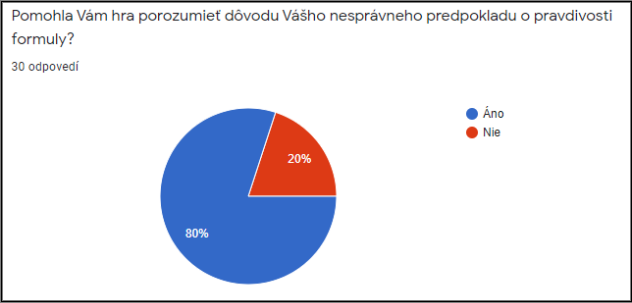 Pomohla Vám hra porozumieť dôvodu Vášho nesprávneho predpokladu o pravdivosti
formuly?
30 odpovedí
Áno
Nie
20%
80%